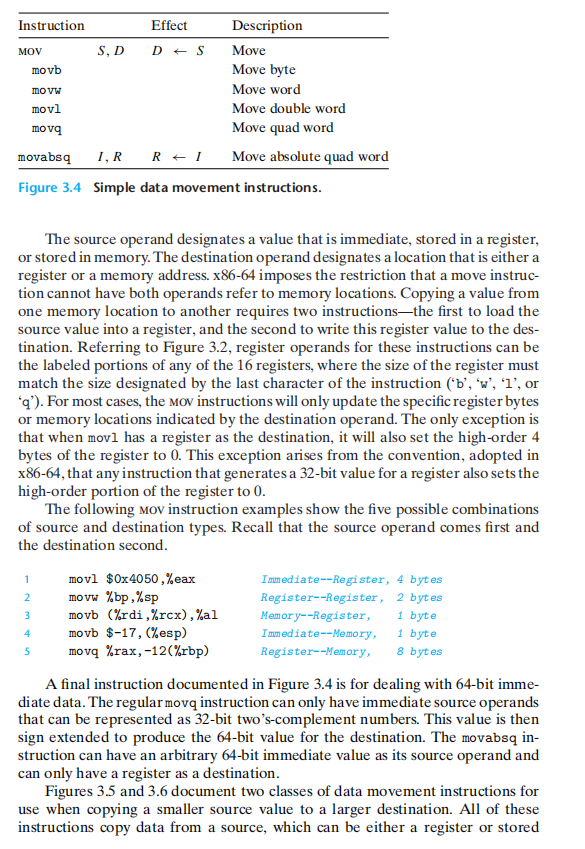 Instruction Effect Description
MOV S, D D ← S Move
movb Move byte
movw Move word
movl Move double word
movq Move quad word
movabsq I, R R ← I Move absolute quad word
Figure 3.4 Simple data movement instructions.
The source operand designates a value that is immediate, stored in a register,
or stored in memory. The destination operand designates a location that is either a
register or a memory address. x86-64 imposes the restriction that a move instruc-
tion cannot have both operands refer to memory locations. Copying a value from
one memory location to another requires two instructions—the first to load the
source value into a register, and the second to write this register value to the des-
tination. Referring to Figure 3.2, register operands for these instructions can be
the labeled portions of any of the 16 registers, where the size of the register must
match the size designated by the last character of the instruction (‘b’, ‘w’, ‘l’, or
‘q’). For most cases, the MOV instructions will only update the specific register bytes
or memory locations indicated by the destination operand. The only exception is
that when movl has a register as the destination, it will also set the high-order 4
bytes of the register to 0. This exception arises from the convention, adopted in
x86-64, that any instruction that generates a 32-bit value for a register also sets the
high-order portion of the register to 0.
The following MOV instruction examples show the five possible combinations
of source and destination types. Recall that the source operand comes first and
the destination second.
1 movl $0x4050,%eax Immediate--Register, 4 bytes
2 movw %bp,%sp Register--Register, 2 bytes
3 movb (%rdi,%rcx),%al Memory--Register, 1 byte
4 movb $-17,(%esp) Immediate--Memory, 1 byte
5 movq %rax,-12(%rbp) Register--Memory, 8 bytes
A final instruction documented in Figure 3.4 is for dealing with 64-bit imme-
diate data. The regular movq instruction can only have immediate source operands
that can be represented as 32-bit two’s-complement numbers. This value is then
sign extended to produce the 64-bit value for the destination. The movabsq in-
struction can have an arbitrary 64-bit immediate value as its source operand and
can only have a register as a destination.
Figures 3.5 and 3.6 document two classes of data movement instructions for
use when copying a smaller source value to a larger destination. All of these
instructions copy data from a source, which can be either a register or stored